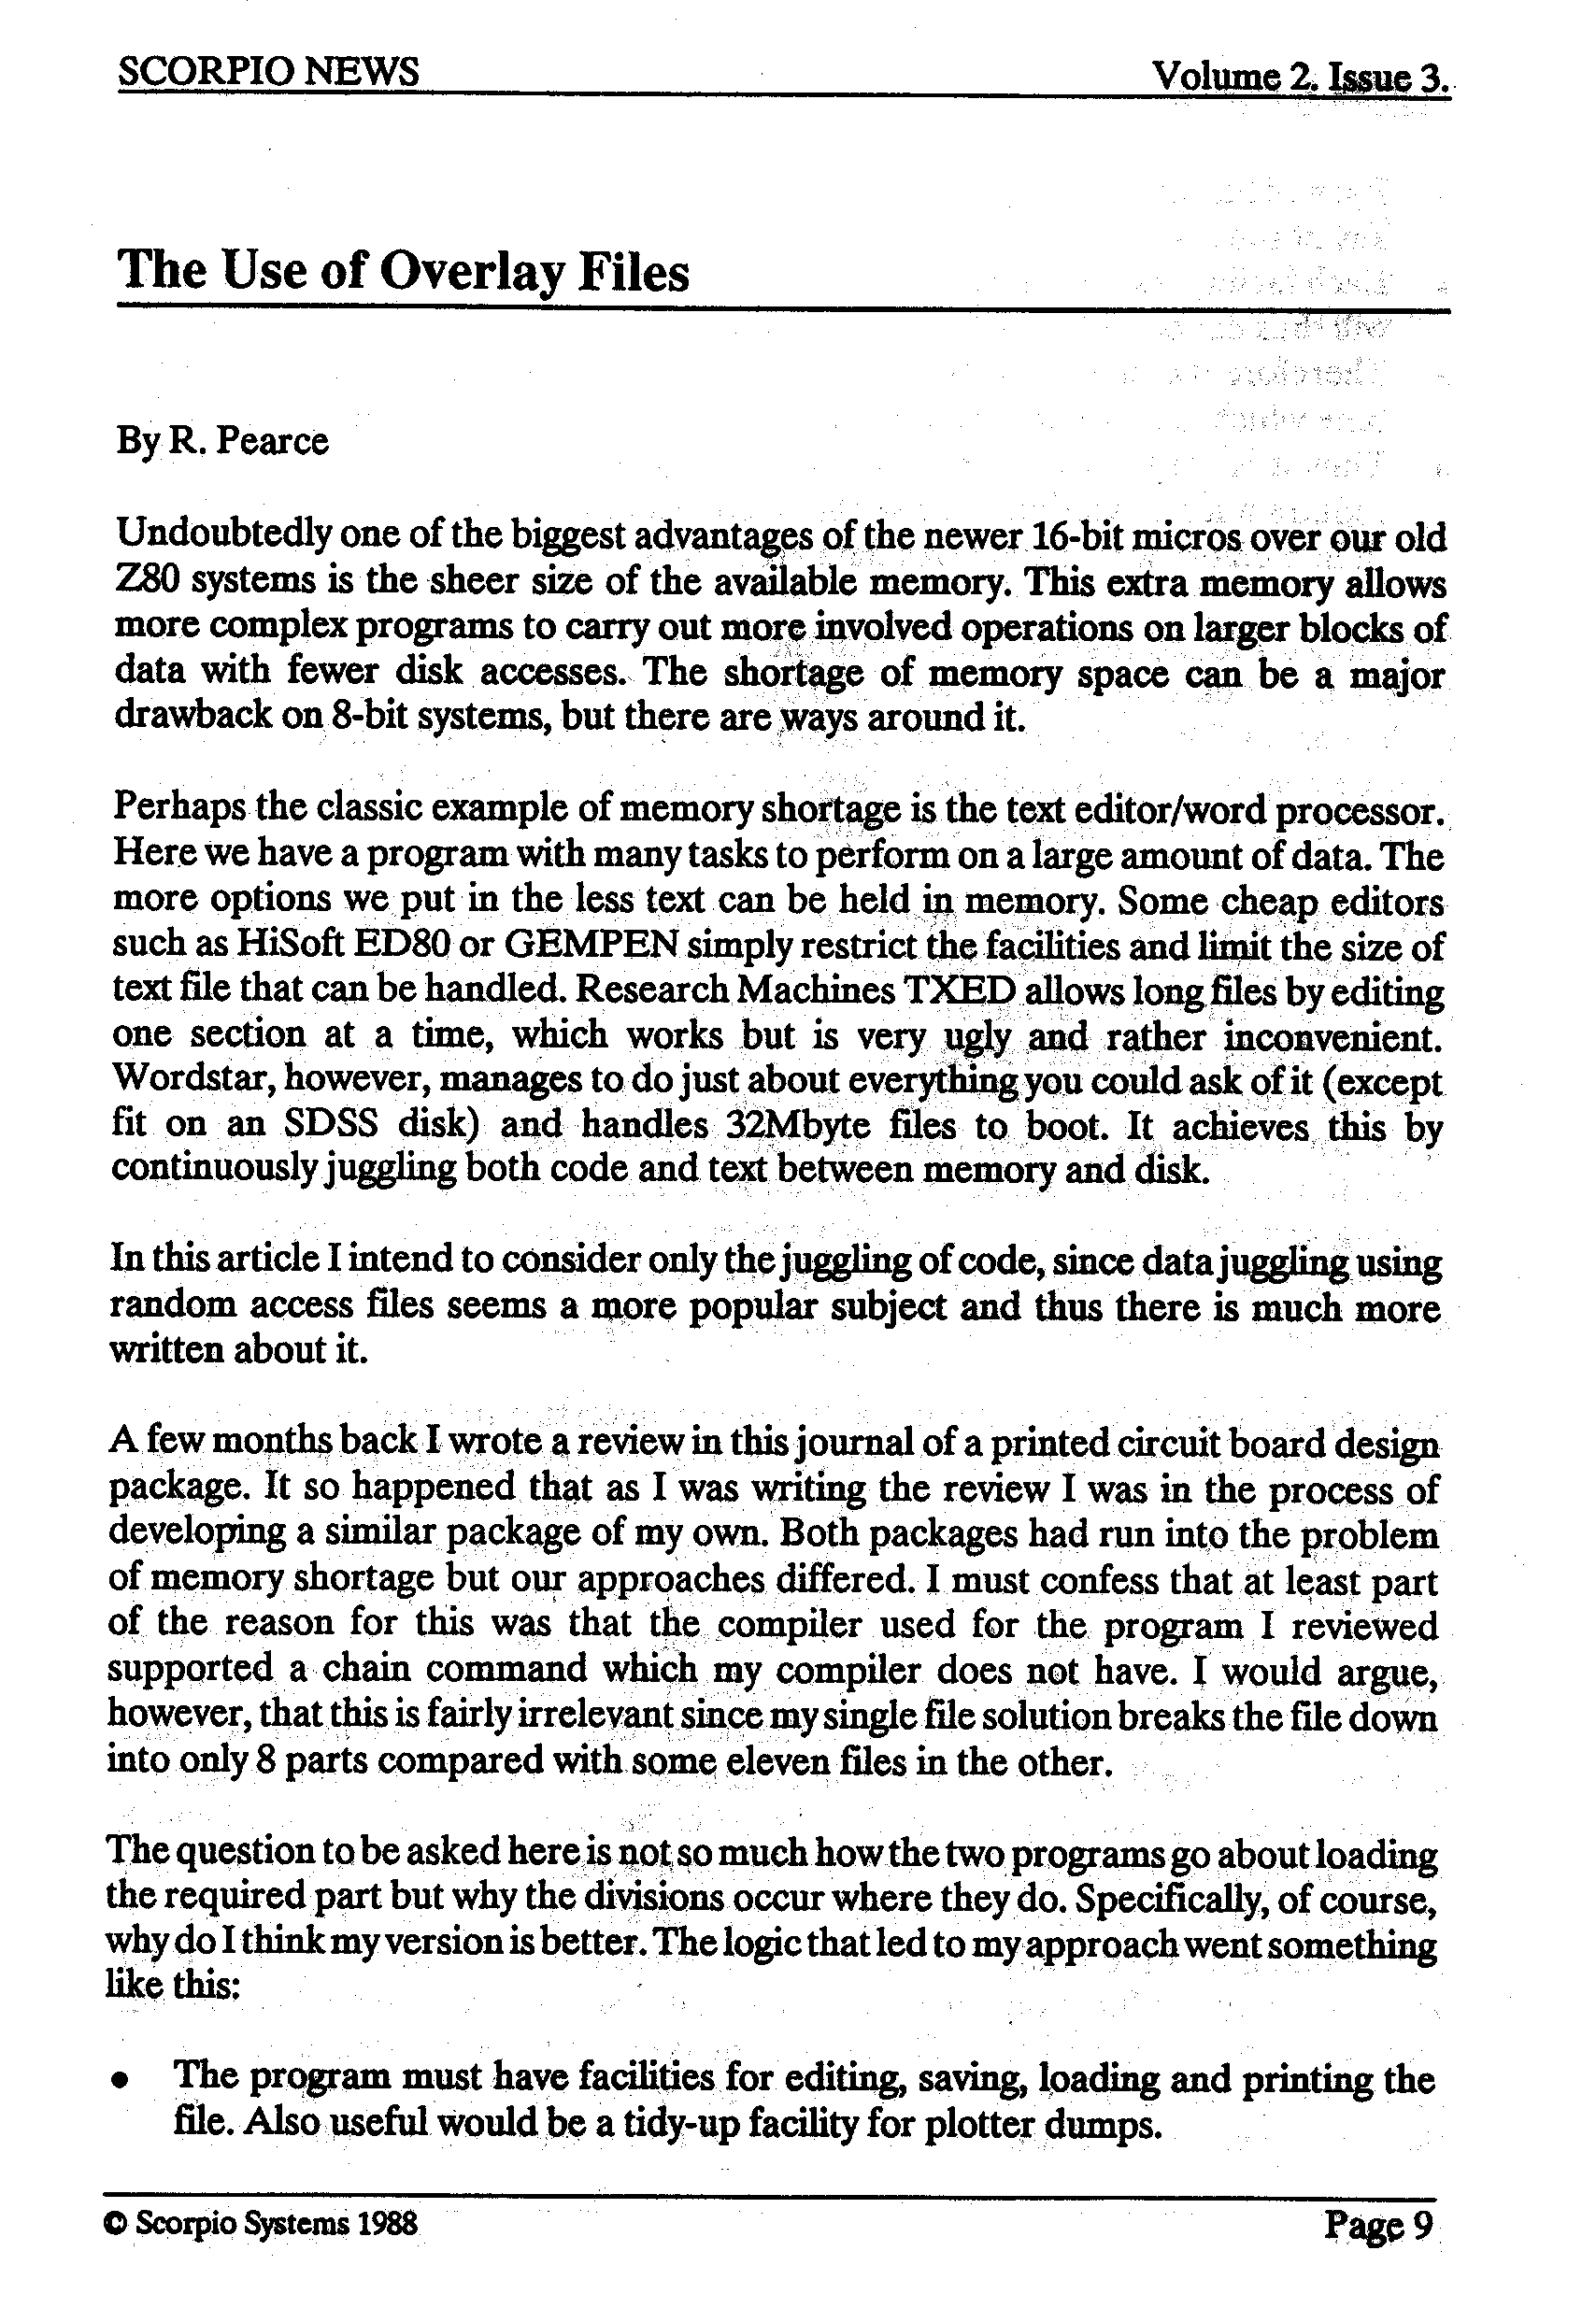 SCORPIO NEWS
Volume 2. Issue 3.
The Use of Overlay Files
By R. Pearce
Undoubtedly one of the biggest advantages of the newer 16-bit micros over our old
Z80 systems is the sheer size of the available memory. This extra memory allows
more complex programs to carry out more involved operations on larger blocks of
data with fewer disk accesses. The shortage of memory space can be a major
drawback on 8-bit systems, but there are ways around it.
Perhaps the classic example of memory shortage is the text editor/word processor.
Here we have a program with many tasks to perform on a large amount of data. The
more options we put in the less text can be held in memory. Some cheap editors
such as HiSoft ED80 or GEMPEN simply restrict the facilities and limit the size of
text file that can be handled. Research Machines TXED allows long files by editing
one section at a time, which works but is very ugly and rather inconvenient.
Wordstar, however, manages to do just about everything you could ask of it (except
fit on an SDSS disk) and handles 32Mbyte files to boot. It achieves this by
continuously juggling both code and text between memory and disk.
In this article I intend to consider only the juggling of code, since data juggling using
random access files seems a more popular subject and thus there is much more
written about it.
A few months back I wrote a review in this journal of a printed circuit board design
package. It so happened that as I was writing the review I was in the process of
developing a similar package of my own. Both packages had run into the problem
of memory shortage but our approaches differed. I must confess that at least part
of the reason for this was that the compiler used for the program I reviewed
supported a chain command which my compiler does not have. I would argue,
however, that this is fairly irrelevant since my single file solution breaks the file down
into only 8 parts compared with some eleven files in the other.
The question to be asked here is not so much how the two programs go about loading
the required part but why the divisions occur where they do. Specifically, of course,
why do I think my version is better. The logic that led to my approach went something
like this:
● The program must have facilities for editing, saving, loading and printing the
file. Also useful would be a tidy-up facility for plotter dumps.
© Scorpio Systems 1988
Page 9